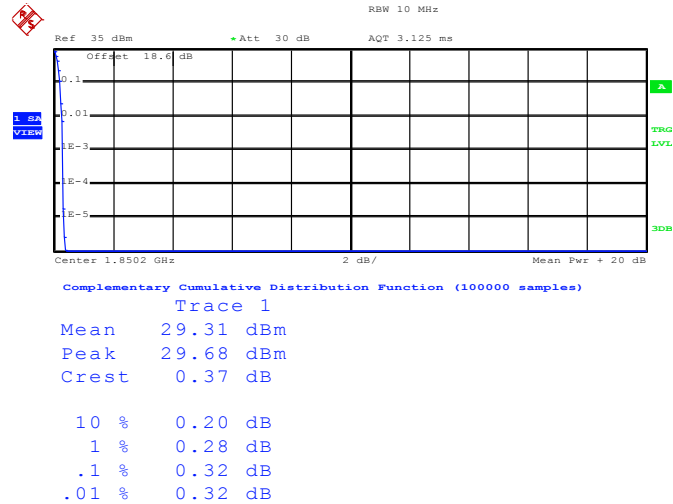 RBW 10 MHz
Ref 35 dBm * Att 30 dB AQT 3.125 ms
Offset 18.6 dB
0.1
A
0.01
1 SA
VIEW
TRG
LVL
1E-3
1E-4
1E-5
3DB
Center 1.8502 GHz 2 dB/ Mean Pwr + 20 dB
Complementary Cumulative Distribution Function (100000 samples)
Trace 1
Mean 29.31 dBm
Peak 29.68 dBm
Crest 0.37 dB
10 % 0.20 dB
1 % 0.28 dB
.1 % 0.32 dB
.01 % 0.32 dB